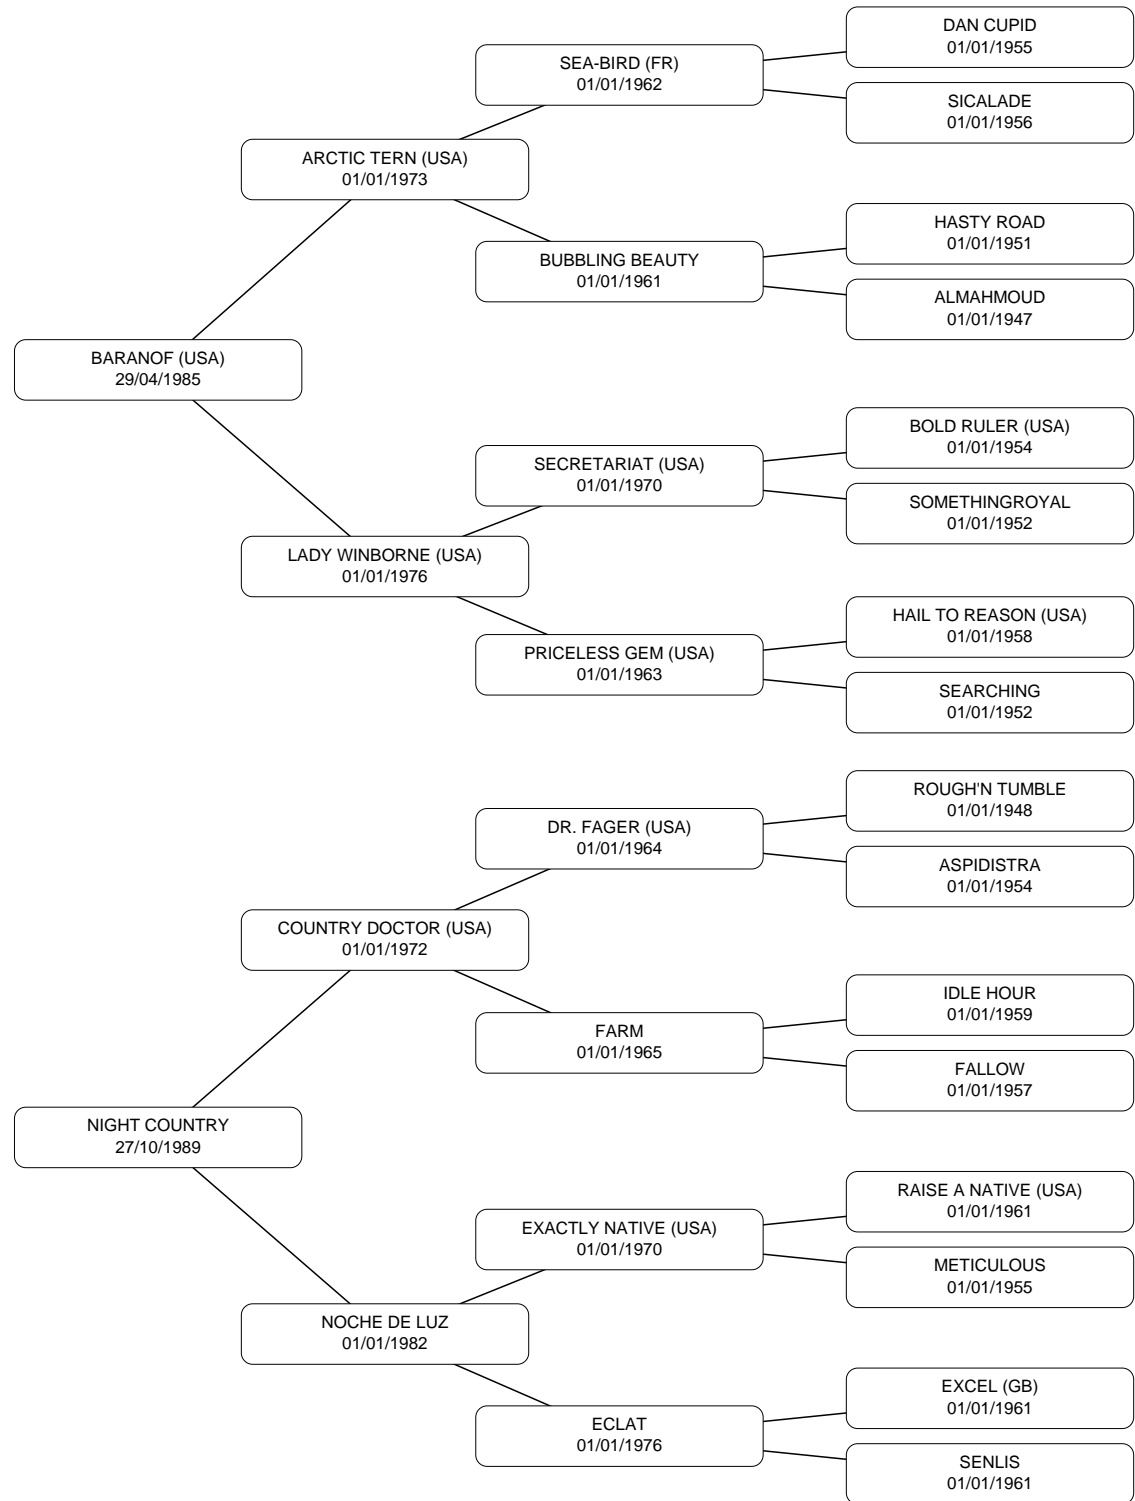 DAN CUPID
01/01/1955
SEA-BIRD (FR)
01/01/1962
SICALADE
01/01/1956
ARCTIC TERN (USA)
01/01/1973
HASTY ROAD
01/01/1951
BUBBLING BEAUTY
01/01/1961
ALMAHMOUD
01/01/1947
BARANOF (USA)
29/04/1985
BOLD RULER (USA)
01/01/1954
SECRETARIAT (USA)
01/01/1970
SOMETHINGROYAL
01/01/1952
LADY WINBORNE (USA)
01/01/1976
HAIL TO REASON (USA)
01/01/1958
PRICELESS GEM (USA)
01/01/1963
SEARCHING
01/01/1952
ROUGH'N TUMBLE
01/01/1948
DR. FAGER (USA)
01/01/1964
ASPIDISTRA
01/01/1954
COUNTRY DOCTOR (USA)
01/01/1972
IDLE HOUR
01/01/1959
FARM
01/01/1965
FALLOW
01/01/1957
NIGHT COUNTRY
27/10/1989
RAISE A NATIVE (USA)
01/01/1961
EXACTLY NATIVE (USA)
01/01/1970
METICULOUS
01/01/1955
NOCHE DE LUZ
01/01/1982
EXCEL (GB)
01/01/1961
ECLAT
01/01/1976
SENLIS
01/01/1961